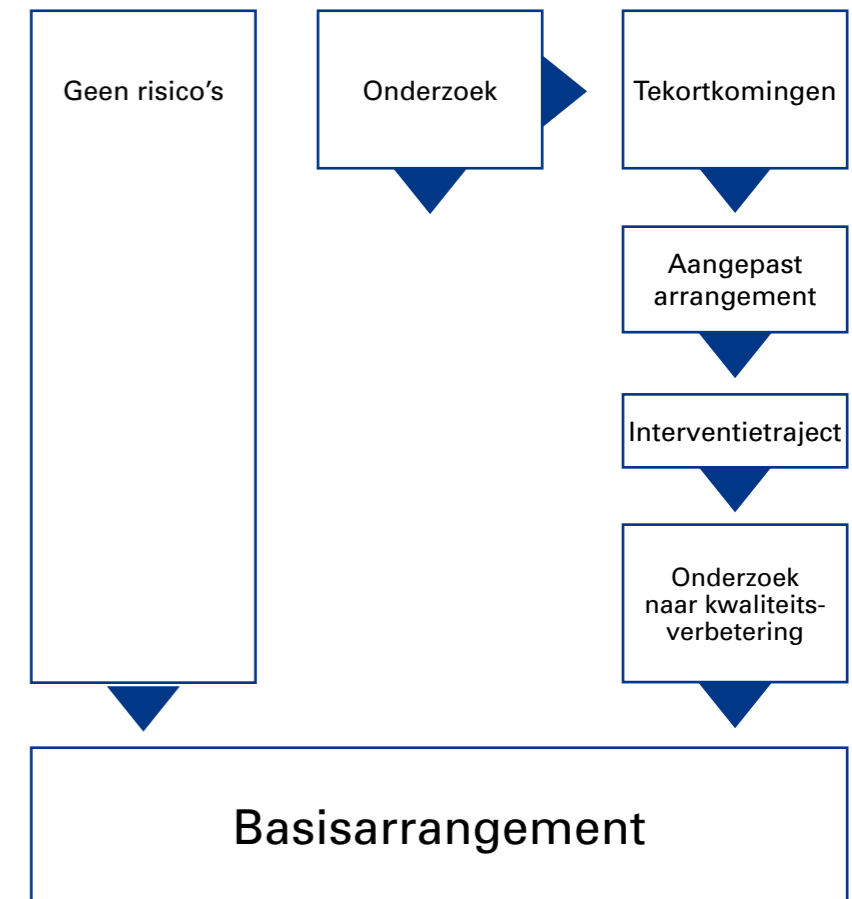 Geen risico's
Onderzoek
Tekortkomingen
Aangepast
arrangement
Interventietraject
Onderzoek
naar kwaliteits-
verbetering
Basisarrangement